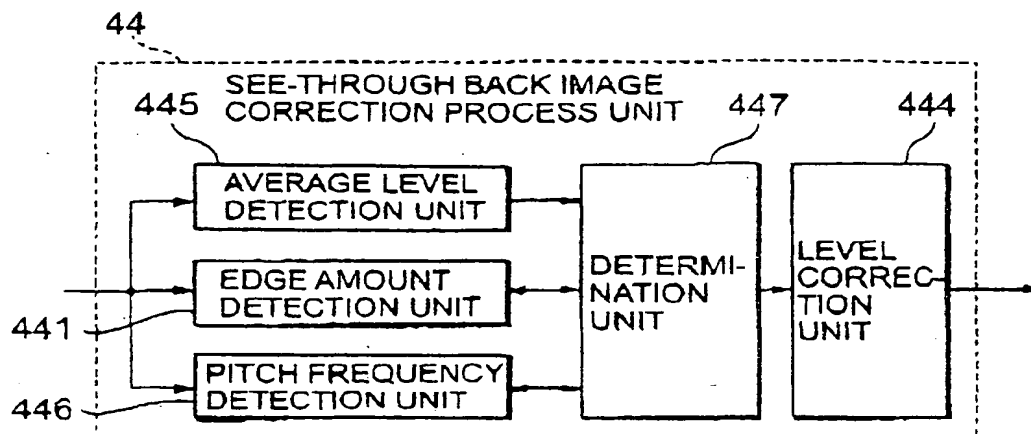 44
SEE-THROUGH BACK IMAGE
CORRECTION PROCESS UNIT
445
447
444
AVERAGE LEVEL
DETECTION UNIT
EDGE AMOUNT
DETECTION UNIT
441
PITCH FREQUENCY
DETECTION UNIT
446
DETERMI-
NATION
UNIT
LEVEL
CORREC-
TION
UNIT